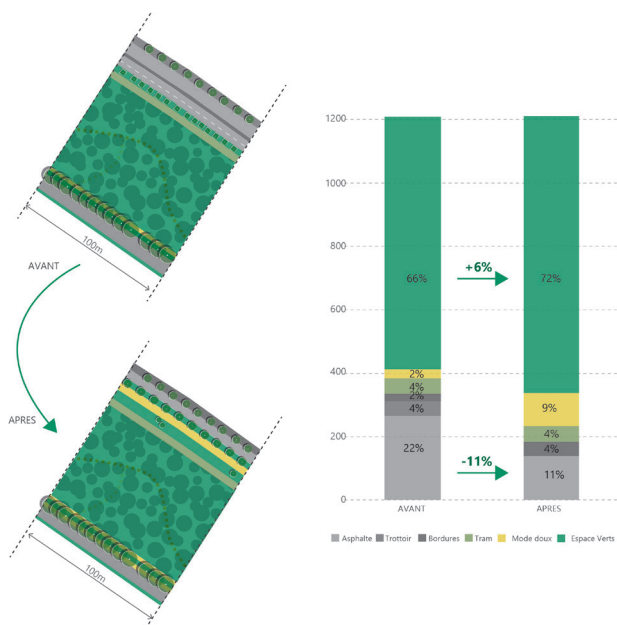 100m
AVANT
APRES
100m
1200
1000
800
600
400
200
0
66%
+6%
72%
2%
4%
2%
4%
22%
9%
4%
4%
-11%
11%
AVANT
APRES
Asphalte Trottoir Bordures Tram Mode doux Espace Verts